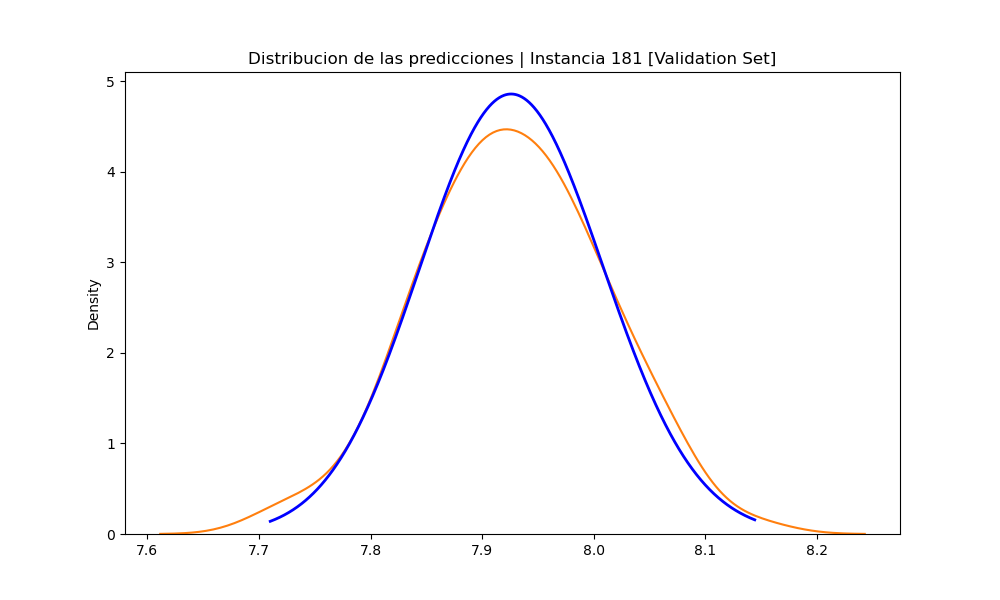 Distribucion de las predicciones | Instancia 181 [Validation Set]
5
4
3
2
1
0
Density
7.6 7.7 7.8 7.9 8.0 8.1 8.2